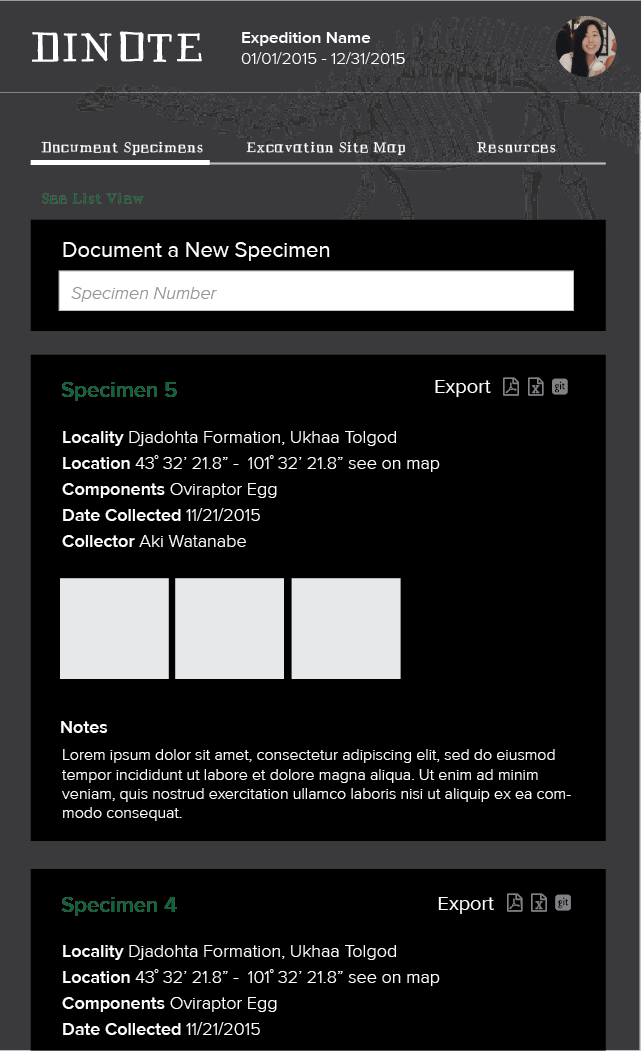 DINOTE
Expedition Name
01/01/2015 - 12/31/2015
Document Specimens
Excavation Site Map
Resources
See List View
Document a New Specimen
Specimen Number
Specimen 5
Export
git
Locality Djadohta Formation, Ukhaa Tolgod
Location 43˚ 32’ 21.8” - 101˚ 32’ 21.8” see on map
Components Oviraptor Egg
Date Collected 11/21/2015
Collector Aki Watanabe
Notes
Lorem ipsum dolor sit amet, consectetur adipiscing elit, sed do eiusmod
tempor incididunt ut labore et dolore magna aliqua. Ut enim ad minim
veniam, quis nostrud exercitation ullamco laboris nisi ut aliquip ex ea com-
modo consequat.
Specimen 4
Export
git
Locality Djadohta Formation, Ukhaa Tolgod
Location 43˚ 32’ 21.8” - 101˚ 32’ 21.8” see on map
Components Oviraptor Egg
Date Collected 11/21/2015